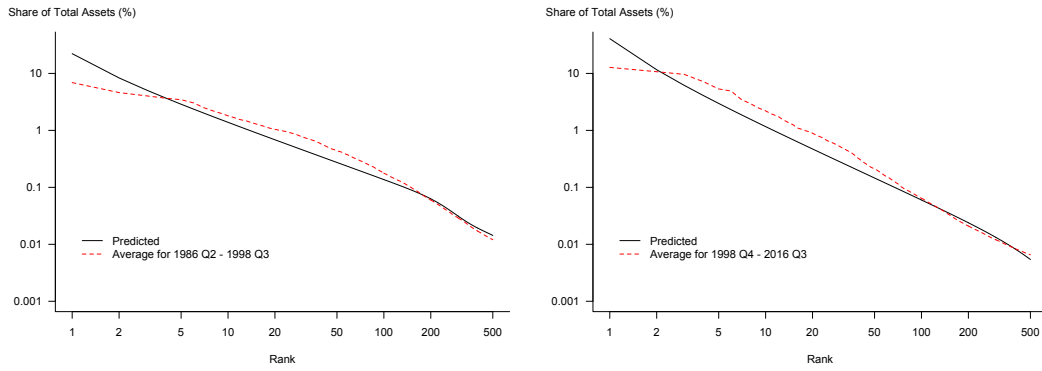 Share of Total Assets (%)
10
1
0.1
0.01
0.001
Predicted
Average for 1986 Q2 - 1998 Q3
1 2 5 10 20 50 100 200 500
Rank
Share of Total Assets (%)
10
1
0.1
0.01
0.001
Predicted
Average for 1998 Q4 - 2016 Q3
1 2 5 10 20 50 100 200 500
Rank